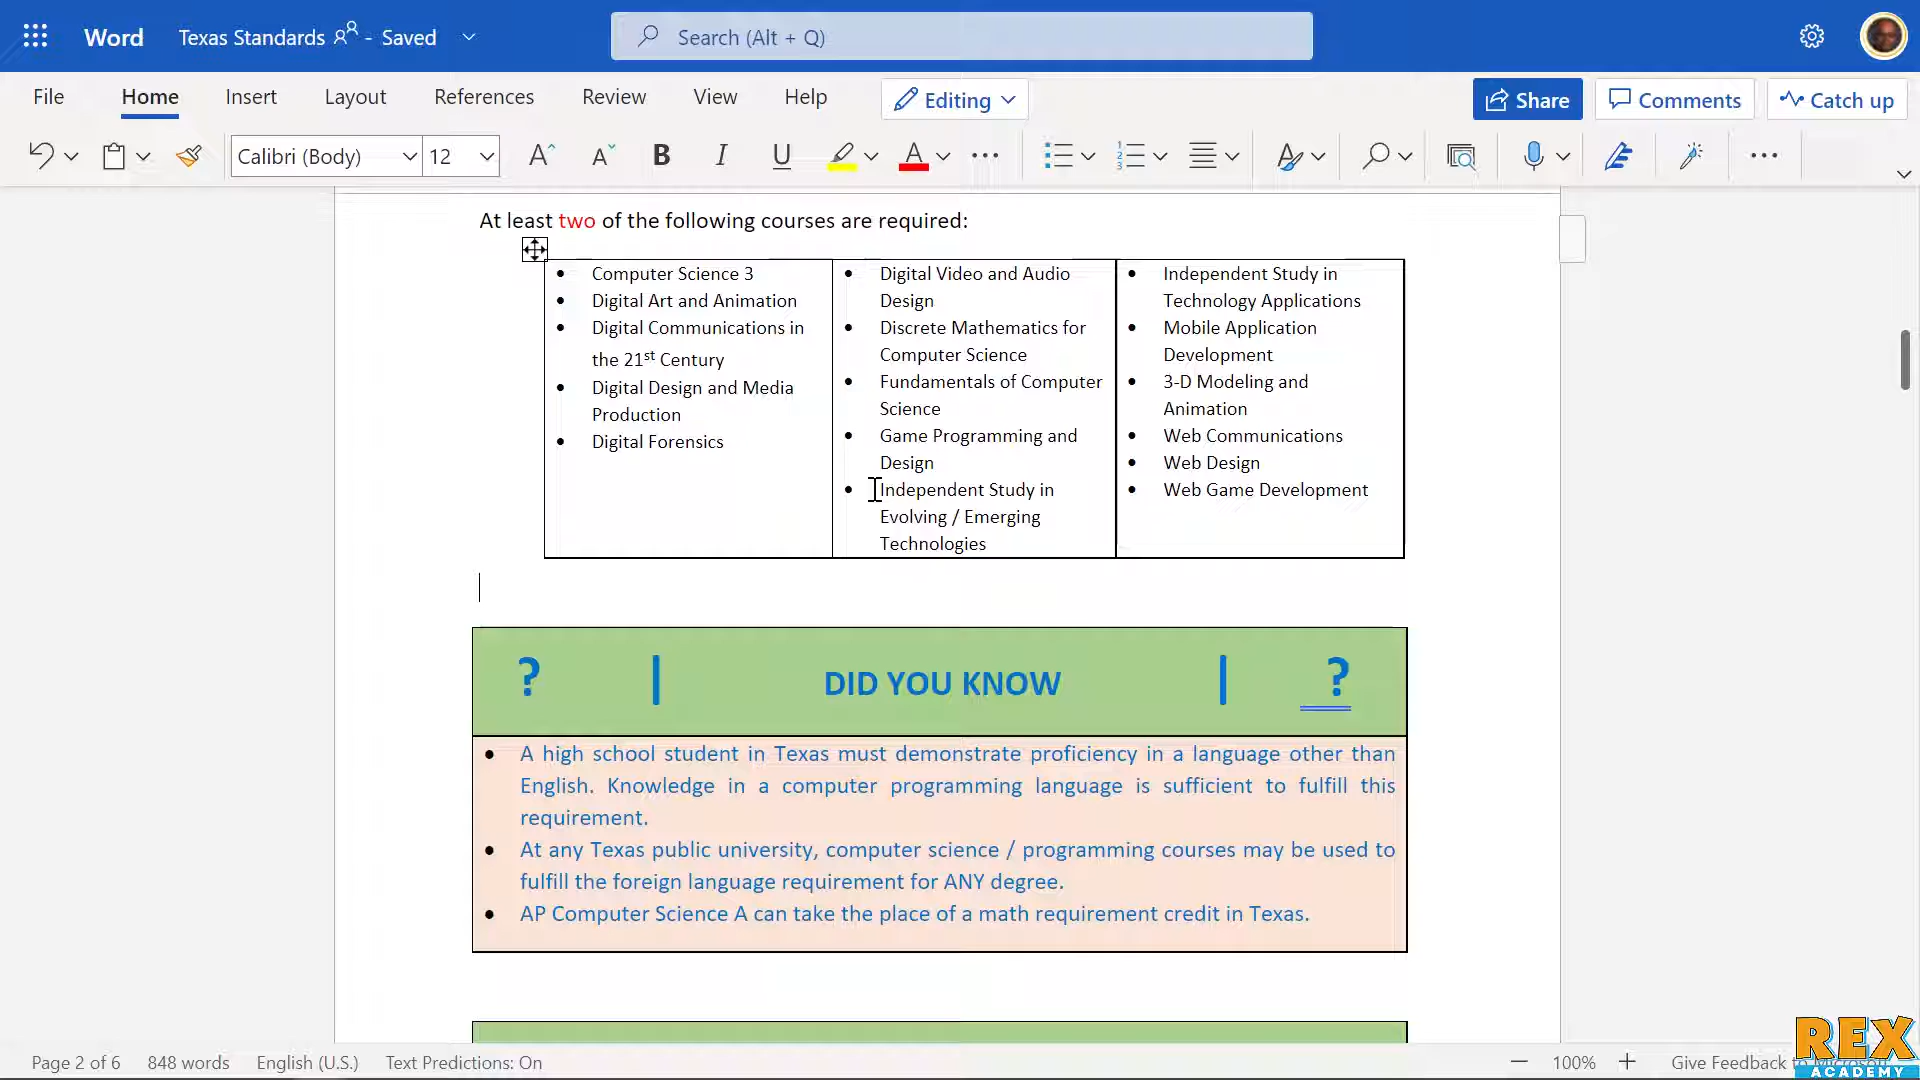 Word
Texas Standards - Saved
Search (Alt + Q)
File Home Insert Layout References Review View Help
Editing
Share
Comments
Catch up
Calibri (Body)
12
B I U
At least two of the following courses are required:
• Computer Science 3
• Digital Art and Animation
• Digital Communications in
the 21st Century
• Digital Design and Media
Production
• Digital Forensics
• Digital Video and Audio
Design
• Discrete Mathematics for
Computer Science
• Fundamentals of Computer
Science
• Game Programming and
Design
• Independent Study in
Evolving / Emerging
Technologies
• Independent Study in
Technology Applications
• Mobile Application
Development
• 3-D Modeling and
Animation
• Web Communications
• Web Design
• Web Game Development
? | DID YOU KNOW | ?
• A high school student in Texas must demonstrate proficiency in a language other than
English. Knowledge in a computer programming language is sufficient to fulfill this
requirement.
• At any Texas public university, computer science / programming courses may be used to
fulfill the foreign language requirement for ANY degree.
• AP Computer Science A can take the place of a math requirement credit in Texas.
Page 2 of 6 848 words English (U.S.) Text Predictions: On
100%
Give Feedback
REX
ACADEMY